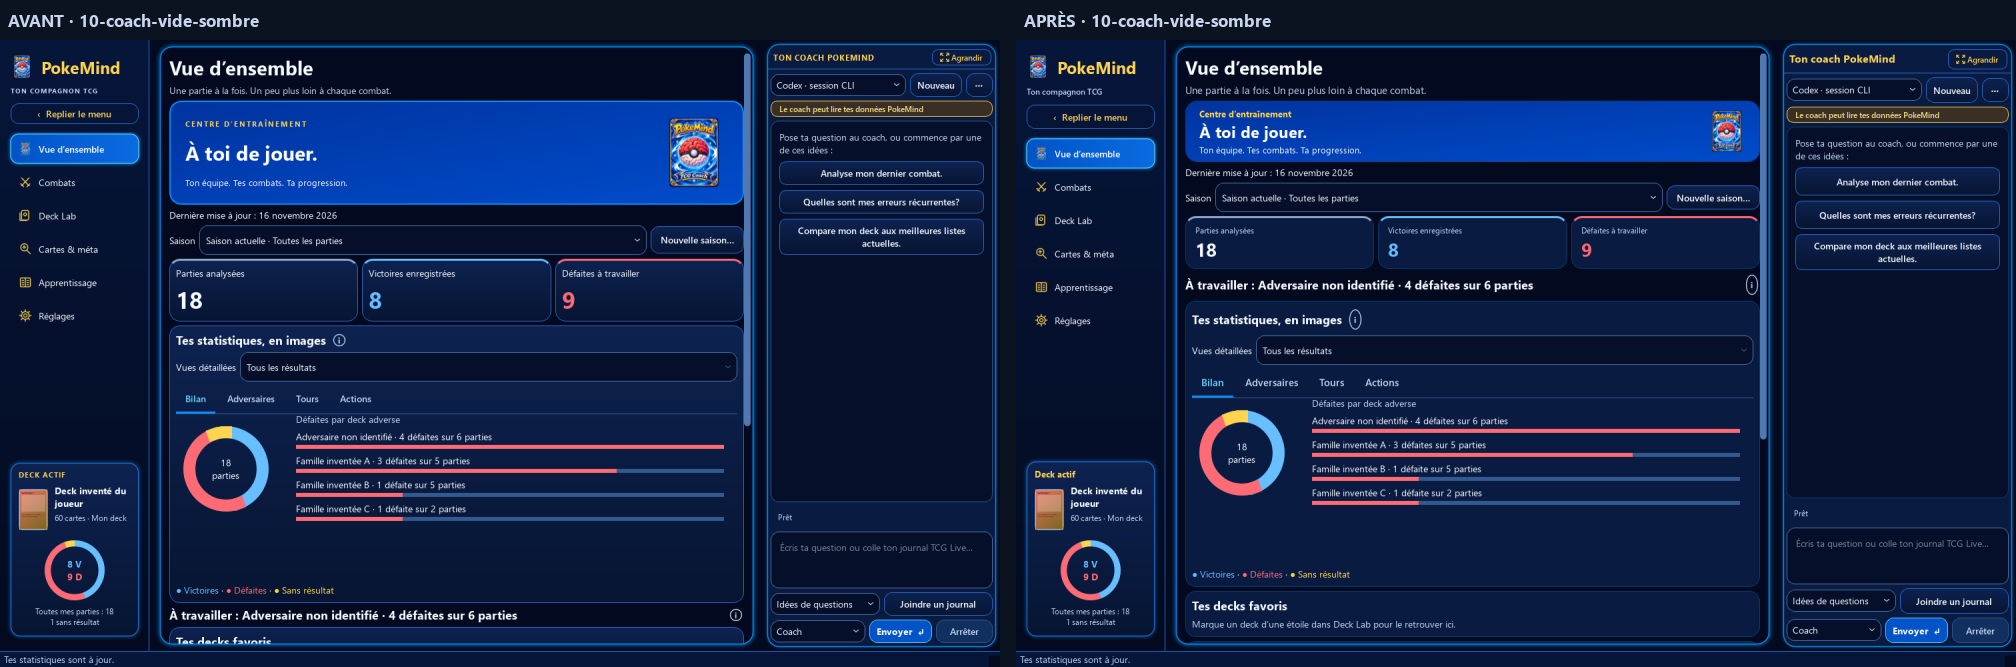 AVANT · 10-coach-vide-sombre
PokeMind
TON COMPAGNON TCG
‹ Replier le menu
Vue d'ensemble
Combats
Deck Lab
Cartes & méta
Apprentissage
Réglages
DECK ACTIF
Deck inventé du
joueur
60 cartes · Mon deck
8 V
9 D
Toutes mes parties : 18
1 sans résultat
Vue d'ensemble
Une partie à la fois. Un peu plus loin à chaque combat.
CENTRE D'ENTRAÎNEMENT
À toi de jouer.
Ton équipe. Tes combats. Ta progression.
PokeMind
TCG Coach
Dernière mise à jour : 16 novembre 2026
Saison
Saison actuelle · Toutes les parties
Nouvelle saison...
Parties analysées
18
Victoires enregistrées
8
Défaites à travailler
9
Tes statistiques, en images
Vues détaillées
Tous les résultats
Bilan
Adversaires
Tours
Actions
18
parties
Défaites par deck adverse
Adversaire non identifié · 4 défaites sur 6 parties
Famille inventée A · 3 défaites sur 5 parties
Famille inventée B · 1 défaite sur 5 parties
Famille inventée C · 1 défaite sur 2 parties
● Victoires · ● Défaites · ● Sans résultat
À travailler : Adversaire non identifié · 4 défaites sur 6 parties
Tes decks favoris
TON COACH POKEMIND
Agrandir
Codex · session CLI
Nouveau
...
Le coach peut lire tes données PokeMind
Pose ta question au coach, ou commence par une
de ces idées :
Analyse mon dernier combat.
Quelles sont mes erreurs récurrentes?
Compare mon deck aux meilleures listes
actuelles.
Prêt
Écris ta question ou colle ton journal TCG Live...
Idées de questions
Joindre un journal
Coach
Envoyer ↲
Arrêter
Tes statistiques sont à jour.
APRÈS · 10-coach-vide-sombre
PokeMind
Ton compagnon TCG
‹ Replier le menu
Vue d'ensemble
Combats
Deck Lab
Cartes & méta
Apprentissage
Réglages
Deck actif
Deck inventé du
joueur
60 cartes · Mon deck
8 V
9 D
Toutes mes parties : 18
1 sans résultat
Vue d'ensemble
Une partie à la fois. Un peu plus loin à chaque combat.
Centre d'entraînement
À toi de jouer.
Ton équipe. Tes combats. Ta progression.
PokeMind
Dernière mise à jour : 16 novembre 2026
Saison
Saison actuelle · Toutes les parties
Nouvelle saison...
Parties analysées
18
Victoires enregistrées
8
Défaites à travailler
9
À travailler : Adversaire non identifié · 4 défaites sur 6 parties
Tes statistiques, en images
Vues détaillées
Tous les résultats
Bilan
Adversaires
Tours
Actions
18
parties
Défaites par deck adverse
Adversaire non identifié · 4 défaites sur 6 parties
Famille inventée A · 3 défaites sur 5 parties
Famille inventée B · 1 défaite sur 5 parties
Famille inventée C · 1 défaite sur 2 parties
● Victoires · ● Défaites · ● Sans résultat
Tes decks favoris
Marque un deck d'une étoile dans Deck Lab pour le retrouver ici.
Ton coach PokeMind
Agrandir
Codex · session CLI
Nouveau
...
Le coach peut lire tes données PokeMind
Pose ta question au coach, ou commence par une
de ces idées :
Analyse mon dernier combat.
Quelles sont mes erreurs récurrentes?
Compare mon deck aux meilleures listes
actuelles.
Prêt
Écris ta question ou colle ton journal TCG Live...
Idées de questions
Joindre un journal
Coach
Envoyer ↲
Arrêter
Tes statistiques sont à jour.